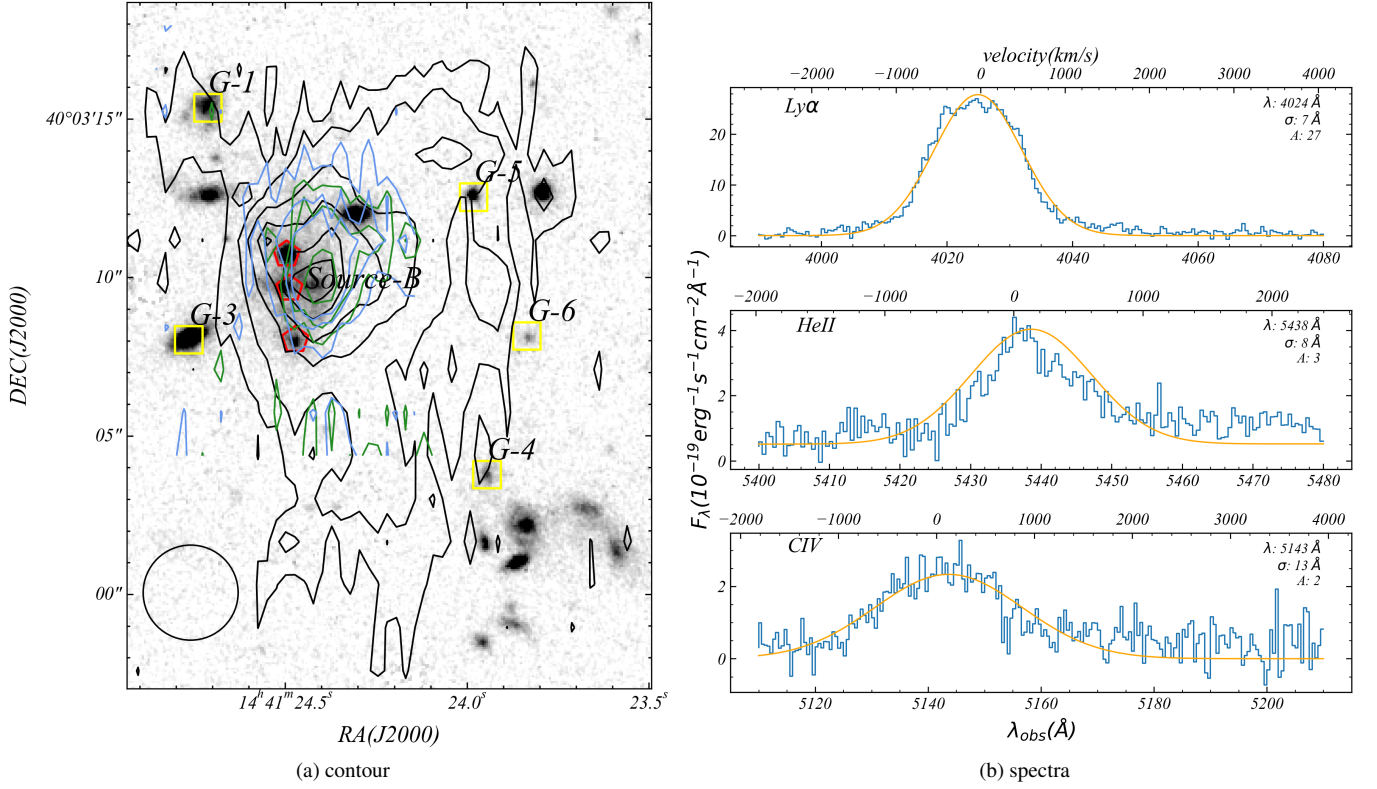 G-1
40°03′15″
G-5
10″
Source-B
G-3
G-6
05″
G-4
00″
14ʰ41ᵐ24.5ˢ 24.0ˢ 23.5ˢ
DEC(J2000)
RA(J2000)
(a) contour
velocity(km/s)
−2000 −1000 0 1000 2000 3000 4000
Lyα
λ: 4024 Å
σ: 7 Å
A: 27
20
10
0
4000 4020 4040 4060 4080
−2000 −1000 0 1000 2000
HeII
λ: 5438 Å
σ: 8 Å
A: 3
4
2
0
5400 5410 5420 5430 5440 5450 5460 5470 5480
−2000 −1000 0 1000 2000 3000 4000
CIV
λ: 5143 Å
σ: 13 Å
A: 2
2
0
5120 5140 5160 5180 5200
Fλ(10⁻¹⁹erg⁻¹s⁻¹cm⁻²Å⁻¹)
λobs(Å)
(b) spectra